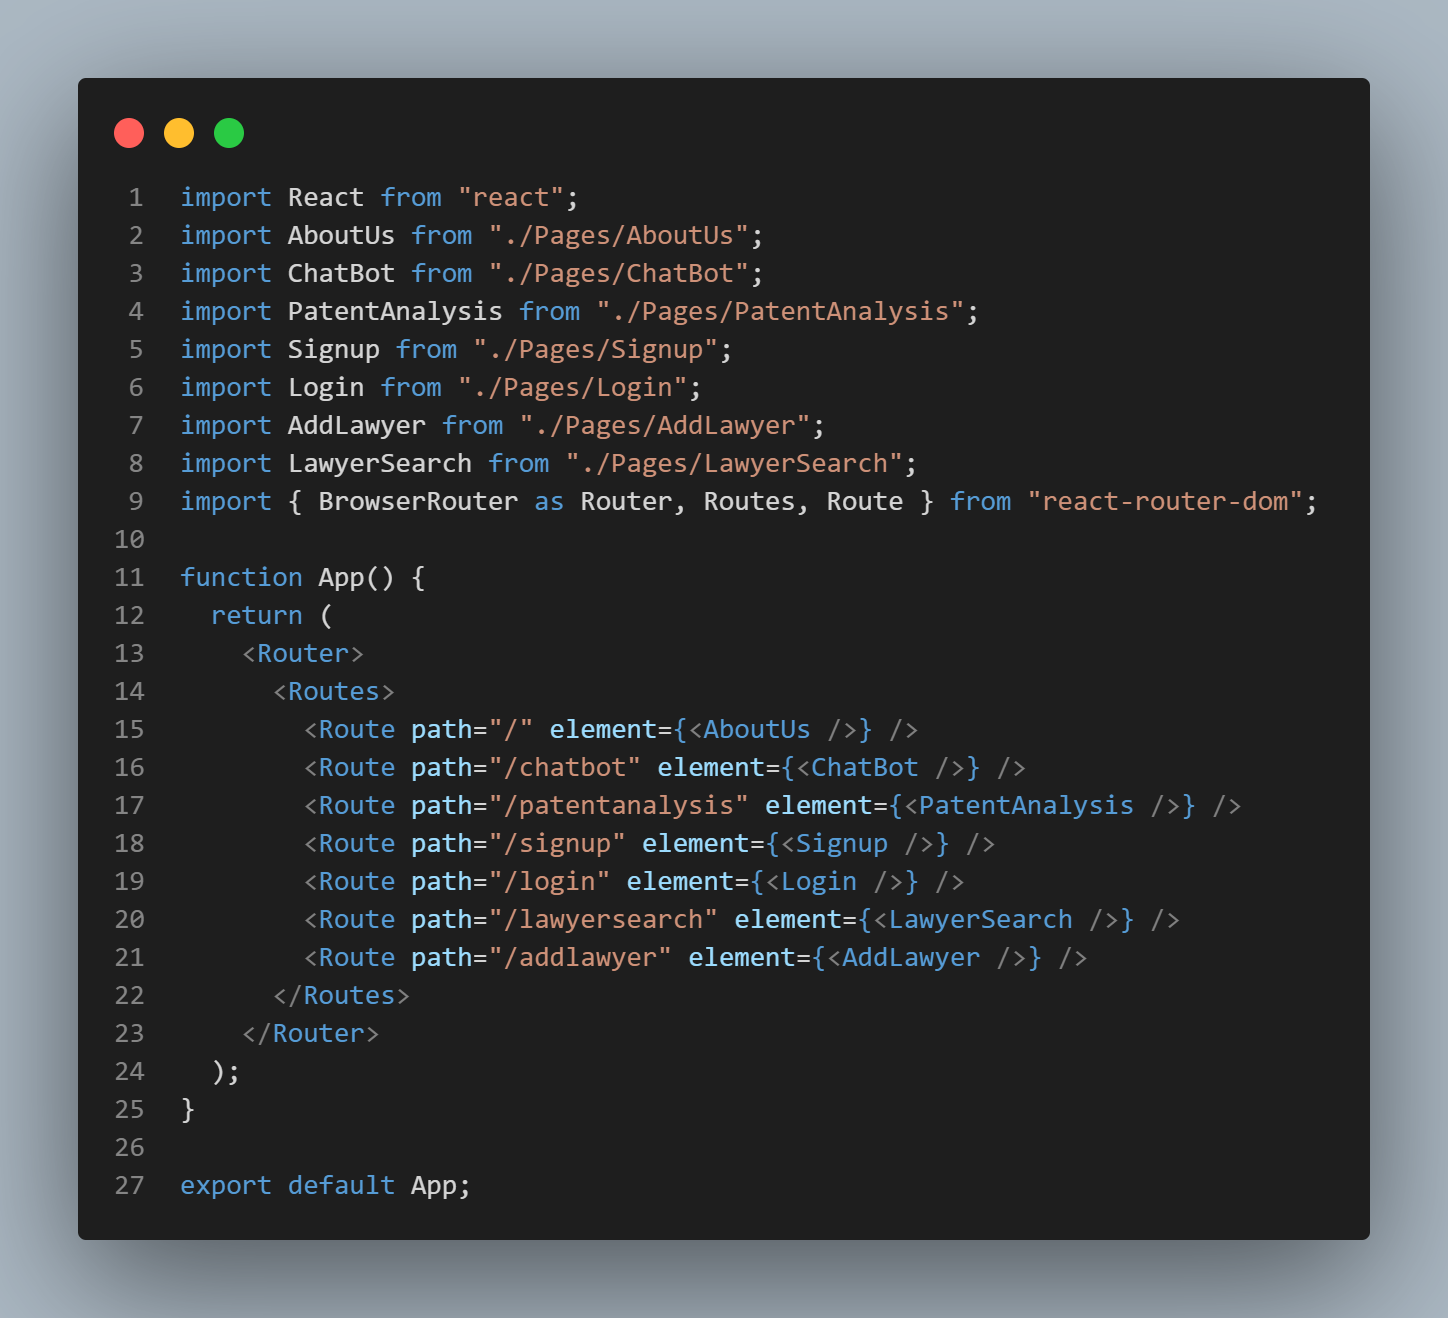 1 import React from "react";
2 import AboutUs from "./Pages/AboutUs";
3 import ChatBot from "./Pages/ChatBot";
4 import PatentAnalysis from "./Pages/PatentAnalysis";
5 import Signup from "./Pages/Signup";
6 import Login from "./Pages/Login";
7 import AddLawyer from "./Pages/AddLawyer";
8 import LawyerSearch from "./Pages/LawyerSearch";
9 import { BrowserRouter as Router, Routes, Route } from "react-router-dom";
10
11 function App() {
12   return (
13     <Router>
14       <Routes>
15         <Route path="/" element={<AboutUs />} />
16         <Route path="/chatbot" element={<ChatBot />} />
17         <Route path="/patentanalysis" element={<PatentAnalysis />} />
18         <Route path="/signup" element={<Signup />} />
19         <Route path="/login" element={<Login />} />
20         <Route path="/lawyersearch" element={<LawyerSearch />} />
21         <Route path="/addlawyer" element={<AddLawyer />} />
22       </Routes>
23     </Router>
24   );
25 }
26
27 export default App;